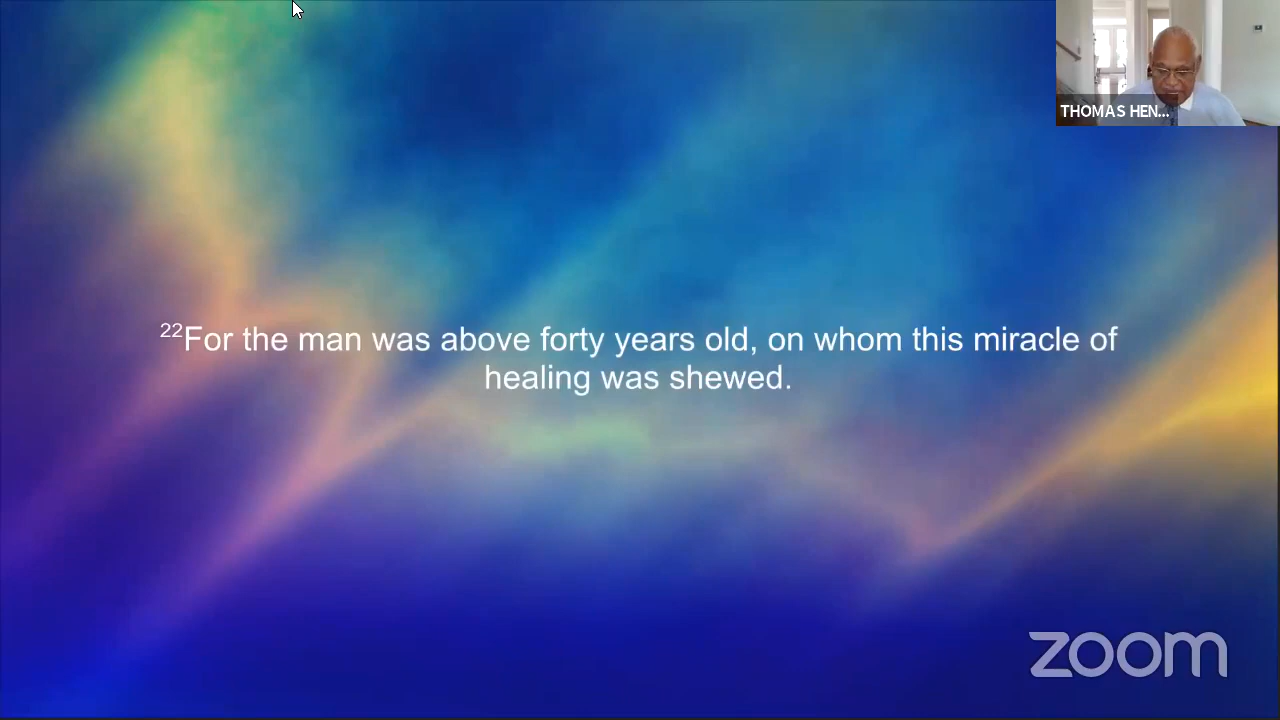 THOMAS HEN...
²²For the man was above forty years old, on whom this miracle of
healing was shewed.
zoom